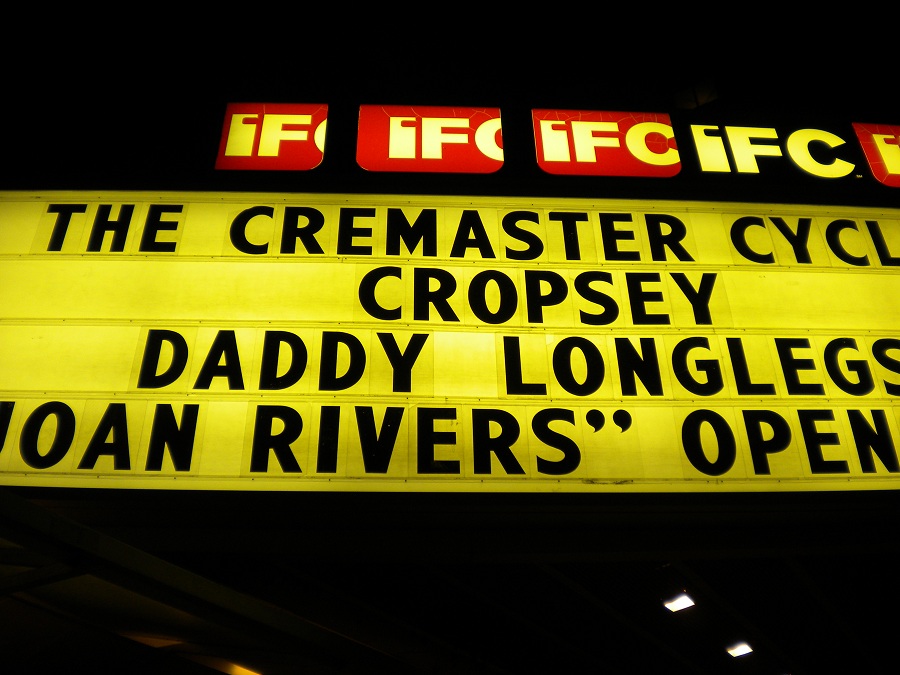 iFC iFC iFC iFC
THE CREMASTER CYCL
CROPSEY
DADDY LONGLEGS
JOAN RIVERS” OPEN